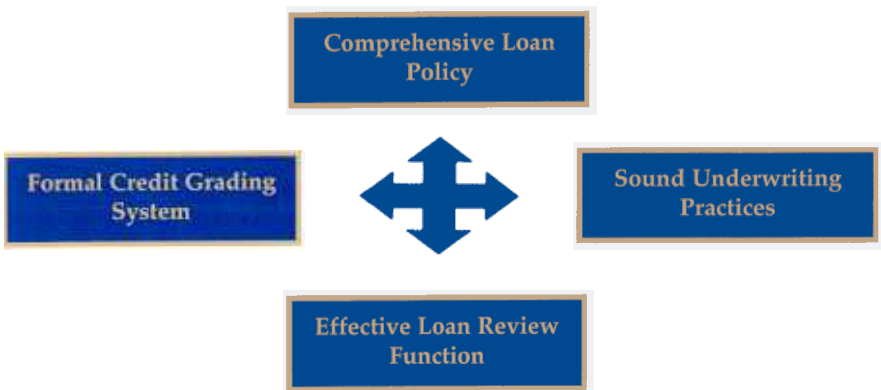 Comprehensive Loan
Policy
Formal Credit Grading
System
Sound Underwriting
Practices
Effective Loan Review
Function